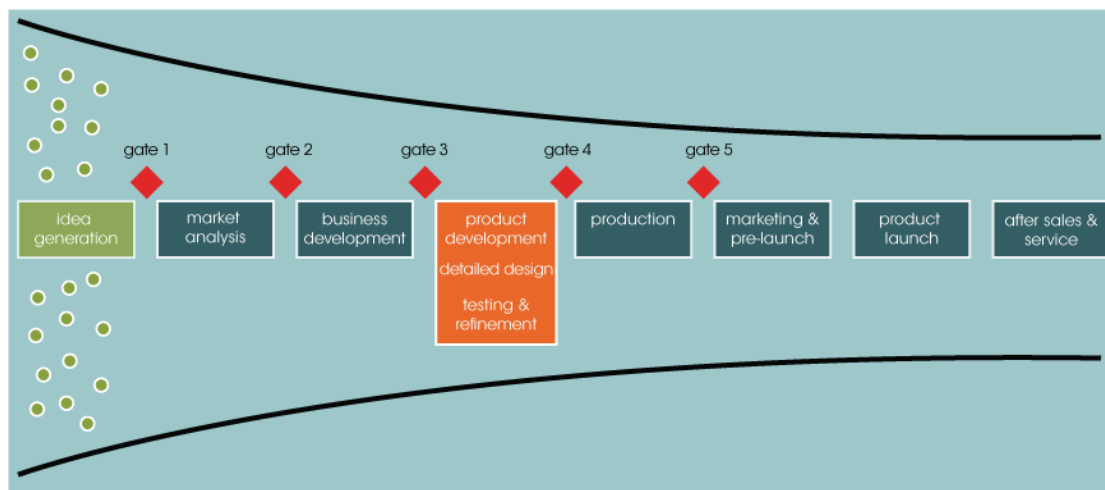 gate 1
gate 2
gate 3
gate 4
gate 5
idea
generation
market
analysis
business
development
product
development
detailed design
testing &
refinement
production
marketing &
pre-launch
product
launch
after sales &
service